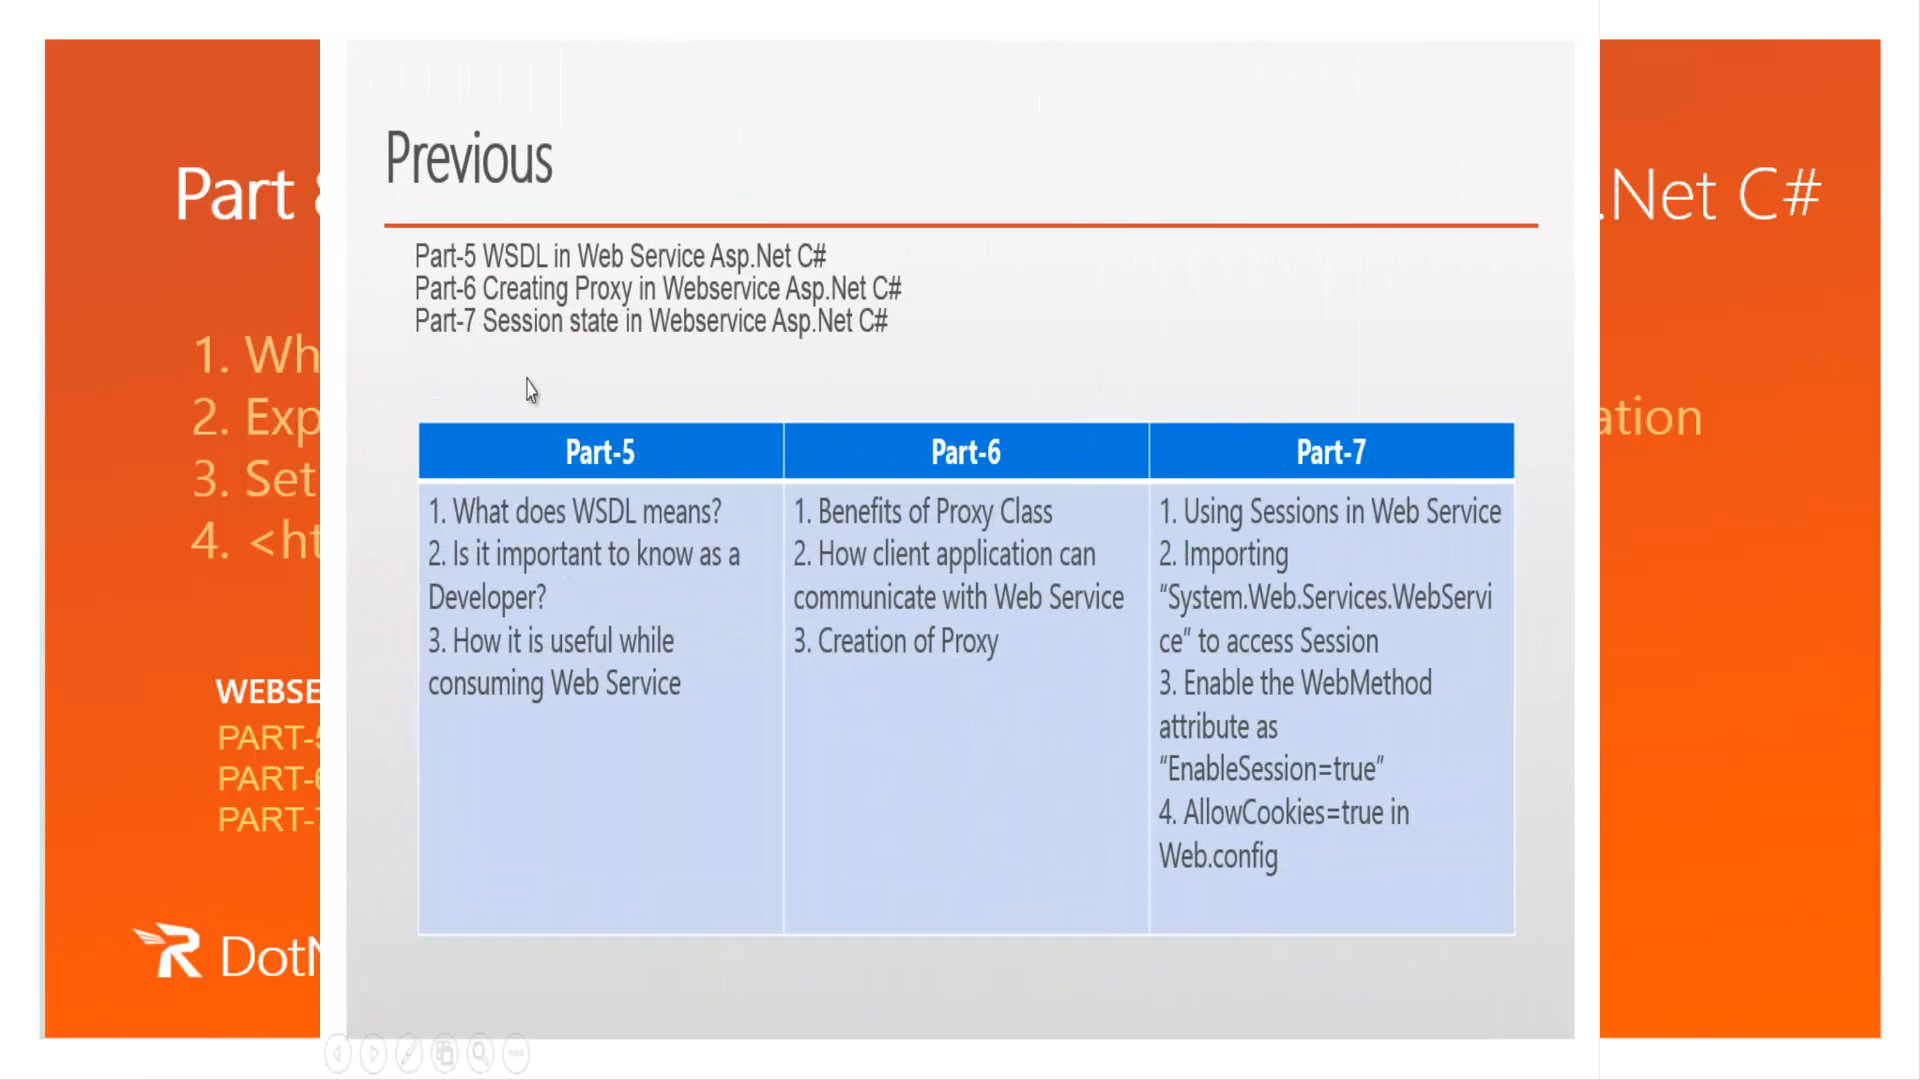 Previous
Part-5 WSDL in Web Service Asp.Net C#
Part-6 Creating Proxy in Webservice Asp.Net C#
Part-7 Session state in Webservice Asp.Net C#
Part-5
Part-6
Part-7
1. What does WSDL means?
2. Is it important to know as a
Developer?
3. How it is useful while
consuming Web Service
1. Benefits of Proxy Class
2. How client application can
communicate with Web Service
3. Creation of Proxy
1. Using Sessions in Web Service
2. Importing
“System.Web.Services.WebServi
ce” to access Session
3. Enable the WebMethod
attribute as
“EnableSession=true”
4. AllowCookies=true in
Web.config
Part
.Net C#
1. Wh
2. Exp
ation
3. Set
4. <ht
WEBSE
PART-5
PART-6
PART-7
R DotN